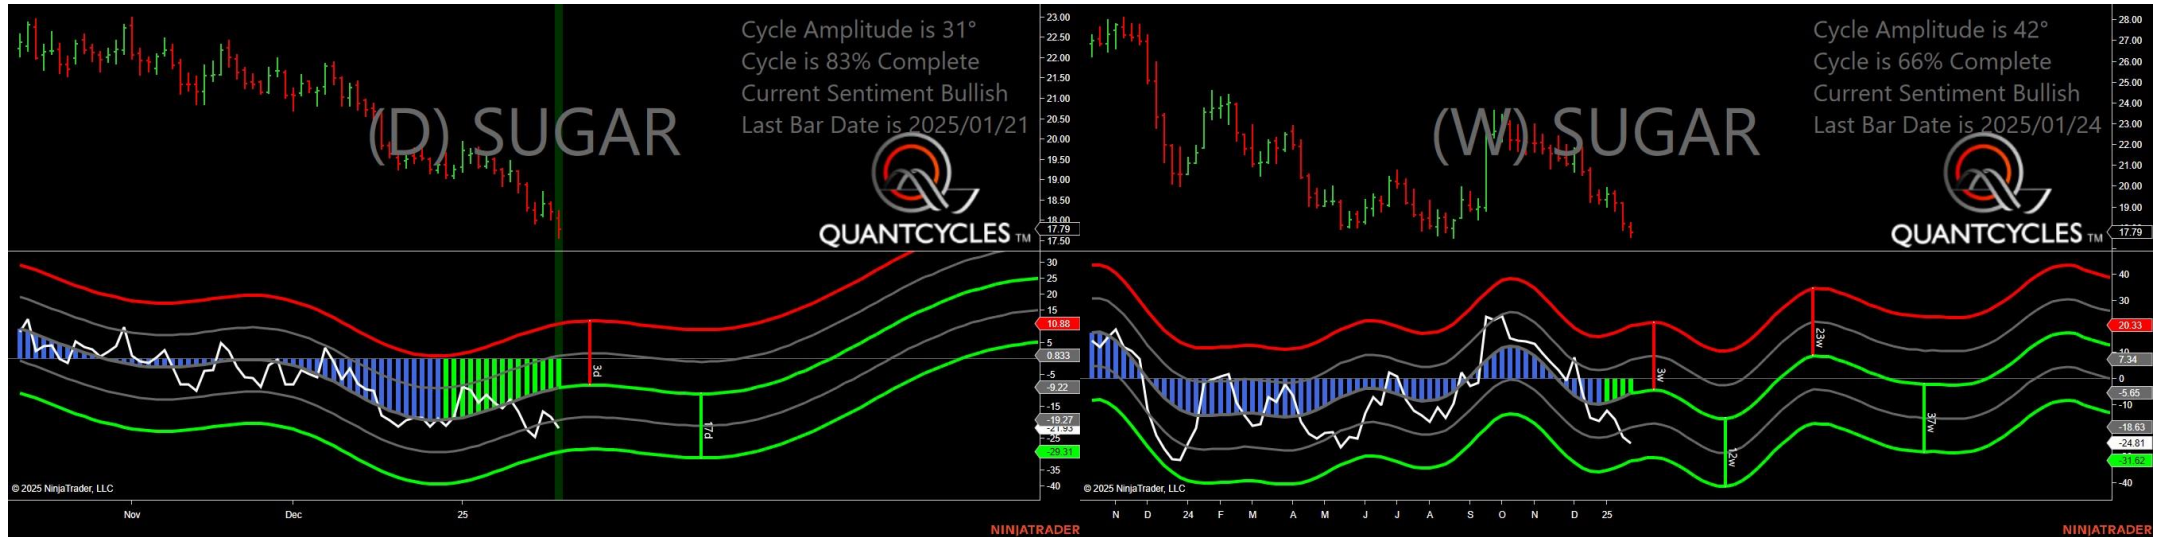 Cycle Amplitude is 31°
Cycle is 83% Complete
Current Sentiment Bullish
Last Bar Date is 2025/01/21
(D) SUGAR
QUANTCYCLES TM
23.00
22.50
22.00
21.50
21.00
20.50
20.00
19.50
19.00
18.50
18.00
17.79
17.50
30
25
20
15
10.88
5
0.833
-5
-9.22
-15
-19.27
-21.93
-25
-29.31
-35
-40
3d
17d
© 2025 NinjaTrader, LLC
Nov
Dec
25
NINJATRADER
Cycle Amplitude is 42°
Cycle is 66% Complete
Current Sentiment Bullish
Last Bar Date is 2025/01/24
(W) SUGAR
QUANTCYCLES TM
28.00
27.00
26.00
25.00
24.00
23.00
22.00
21.00
20.00
19.00
17.79
40
30
20.33
10
7.34
0
-5.65
-10
-18.63
-24.81
-31.62
-40
3w
12w
23w
37w
© 2025 NinjaTrader, LLC
N D 24 F M A M J J A S O N D 25
NINJATRADER